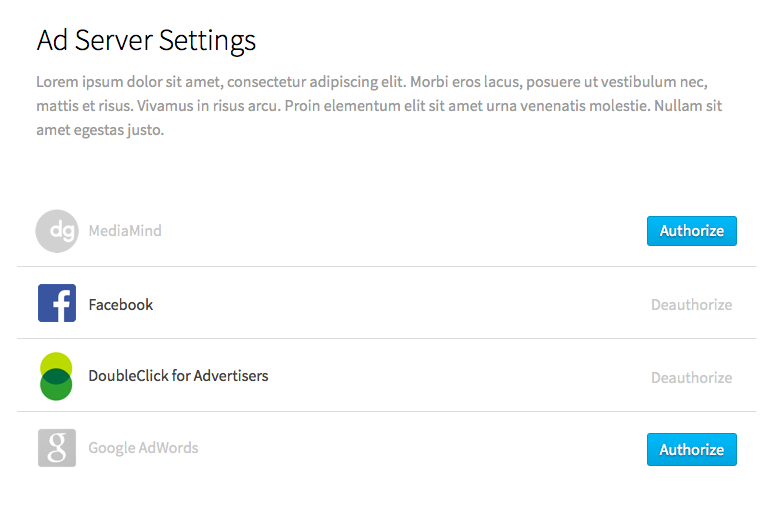 Ad Server Settings
Lorem ipsum dolor sit amet, consectetur adipiscing elit. Morbi eros lacus, posuere ut vestibulum nec,
mattis et risus. Vivamus in risus arcu. Proin elementum elit sit amet urna venenatis molestie. Nullam sit
amet egestas justo.
dg MediaMind Authorize
f Facebook Deauthorize
DoubleClick for Advertisers Deauthorize
g Google AdWords Authorize